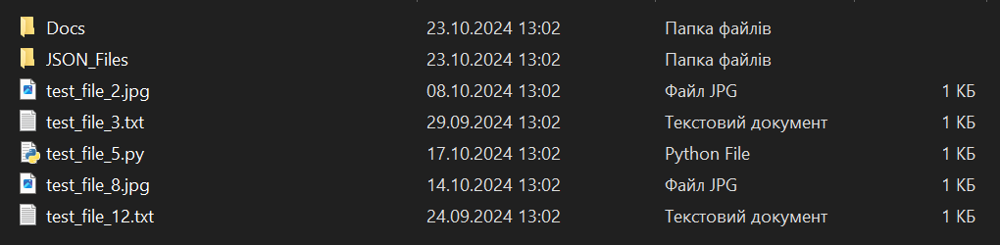 Docs 23.10.2024 13:02 Папка файлів
JSON_Files 23.10.2024 13:02 Папка файлів
test_file_2.jpg 08.10.2024 13:02 Файл JPG 1 КБ
test_file_3.txt 29.09.2024 13:02 Текстовий документ 1 КБ
test_file_5.py 17.10.2024 13:02 Python File 1 КБ
test_file_8.jpg 14.10.2024 13:02 Файл JPG 1 КБ
test_file_12.txt 24.09.2024 13:02 Текстовий документ 1 КБ